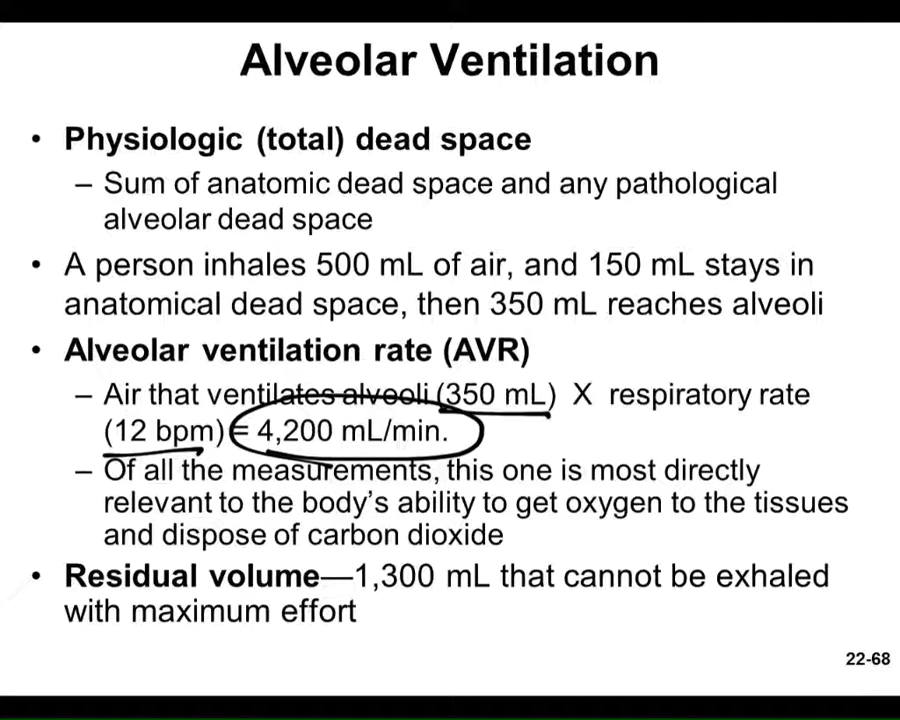 Alveolar Ventilation
• Physiologic (total) dead space
– Sum of anatomic dead space and any pathological
alveolar dead space
• A person inhales 500 mL of air, and 150 mL stays in
anatomical dead space, then 350 mL reaches alveoli
• Alveolar ventilation rate (AVR)
– Air that ventilates alveoli (350 mL) X respiratory rate
(12 bpm) = 4,200 mL/min.
– Of all the measurements, this one is most directly
relevant to the body’s ability to get oxygen to the tissues
and dispose of carbon dioxide
• Residual volume—1,300 mL that cannot be exhaled
with maximum effort
22-68